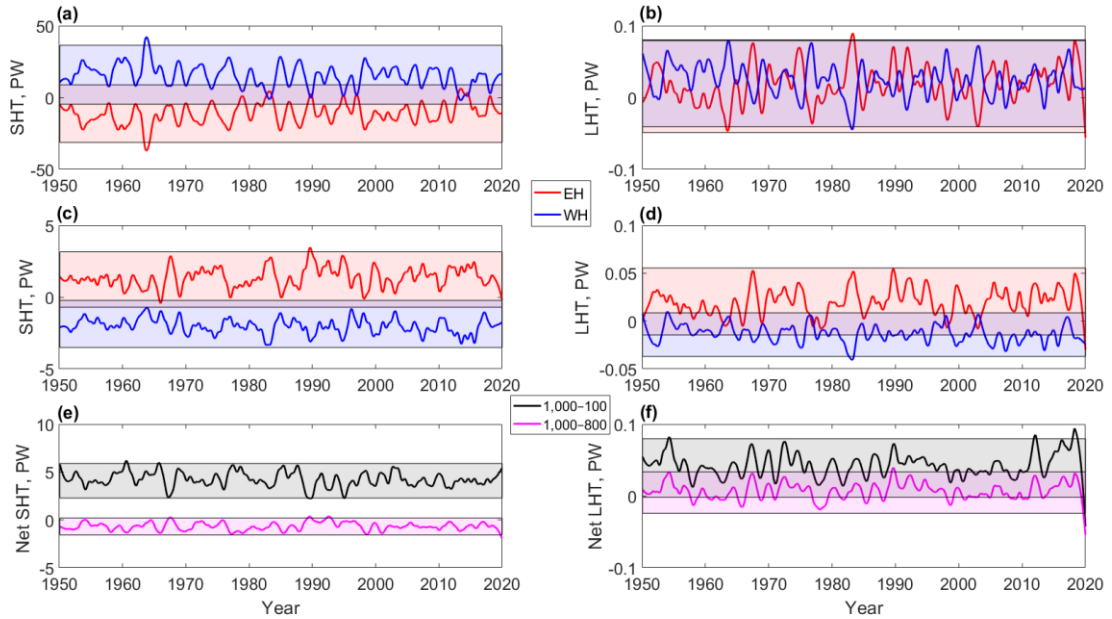 (a)
50
0
-50
SHT, PW
1950 1960 1970 1980 1990 2000 2010 2020
(b)
0.1
0
-0.1
LHT, PW
1950 1960 1970 1980 1990 2000 2010 2020
EH
WH
(c)
5
0
-5
SHT, PW
1950 1960 1970 1980 1990 2000 2010 2020
(d)
0.1
0.05
0
-0.05
LHT, PW
1950 1960 1970 1980 1990 2000 2010 2020
1,000−100
1,000−800
(e)
10
5
0
-5
Net SHT, PW
1950 1960 1970 1980 1990 2000 2010 2020
Year
(f)
0.1
0
-0.1
Net LHT, PW
1950 1960 1970 1980 1990 2000 2010 2020
Year